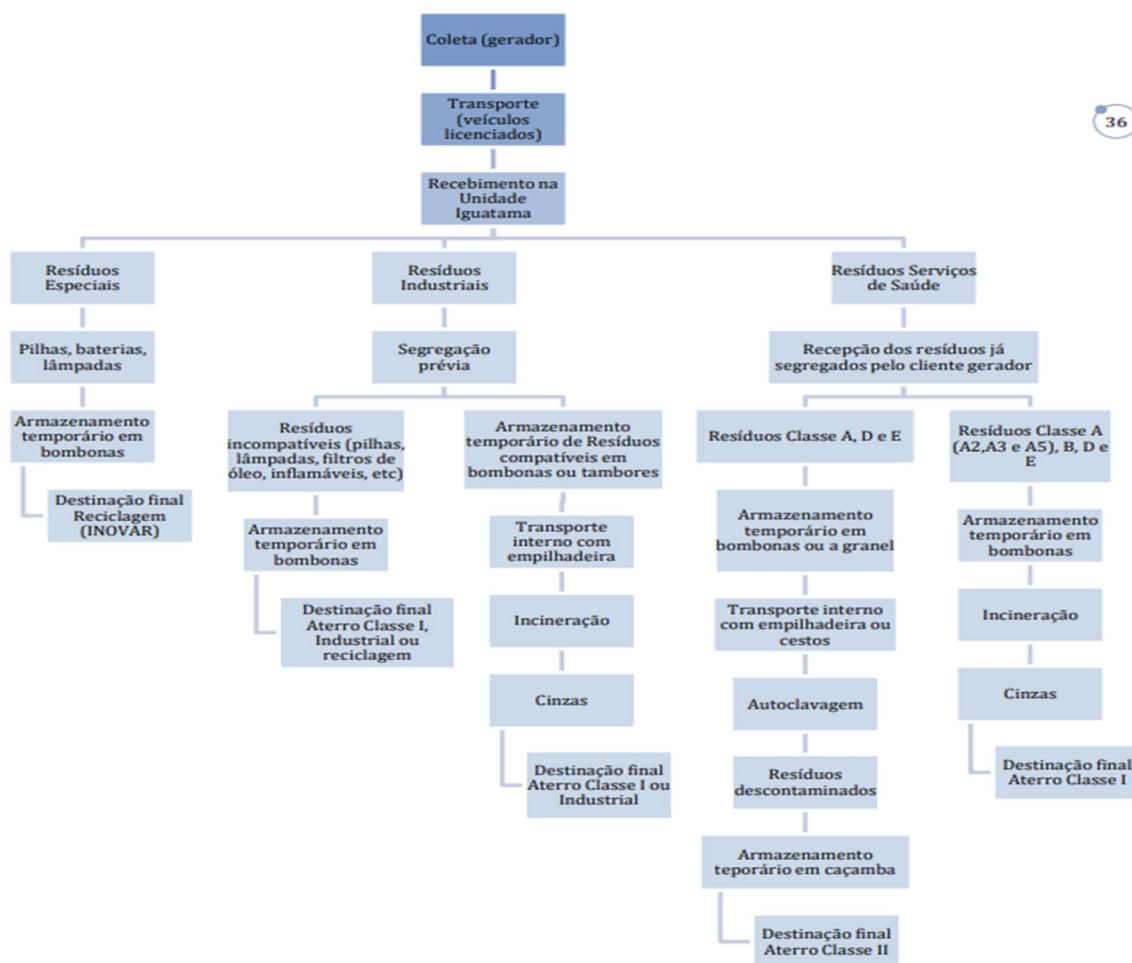 Coleta (gerador)
Transporte
(veículos
licenciados)
36
Recebimento na
Unidade
Iguatama
Resíduos
Especiais
Pilhas, baterias,
lâmpadas
Armazenamento
temporário em
bombonas
Destinação final
Reciclagem
(INOVAR)
Resíduos
Industriais
Segregação
prévia
Resíduos
incompatíveis (pilhas,
lâmpadas, filtros de
óleo, inflamáveis, etc)
Armazenamento
temporário em
bombonas
Destinação final
Aterro Classe I,
Industrial ou
reciclagem
Armazenamento
temporário de Resíduos
compatíveis em
bombonas ou tambores
Transporte
interno com
empilhadeira
Incineração
Cinzas
Destinação final
Aterro Classe I ou
Industrial
Resíduos Serviços
de Saúde
Recepção dos resíduos já
segregados pelo cliente gerador
Resíduos Classe A, D e E
Armazenamento
temporário em
bombonas ou a granel
Transporte interno
com empilhadeira ou
cestos
Autoclavagem
Resíduos
descontaminados
Armazenamento
teporário em caçamba
Destinação final
Aterro Classe II
Resíduos Classe A
(A2,A3 e A5), B, D e
E
Armazenamento
temporário em
bombonas
Incineração
Cinzas
Destinação final
Aterro Classe I